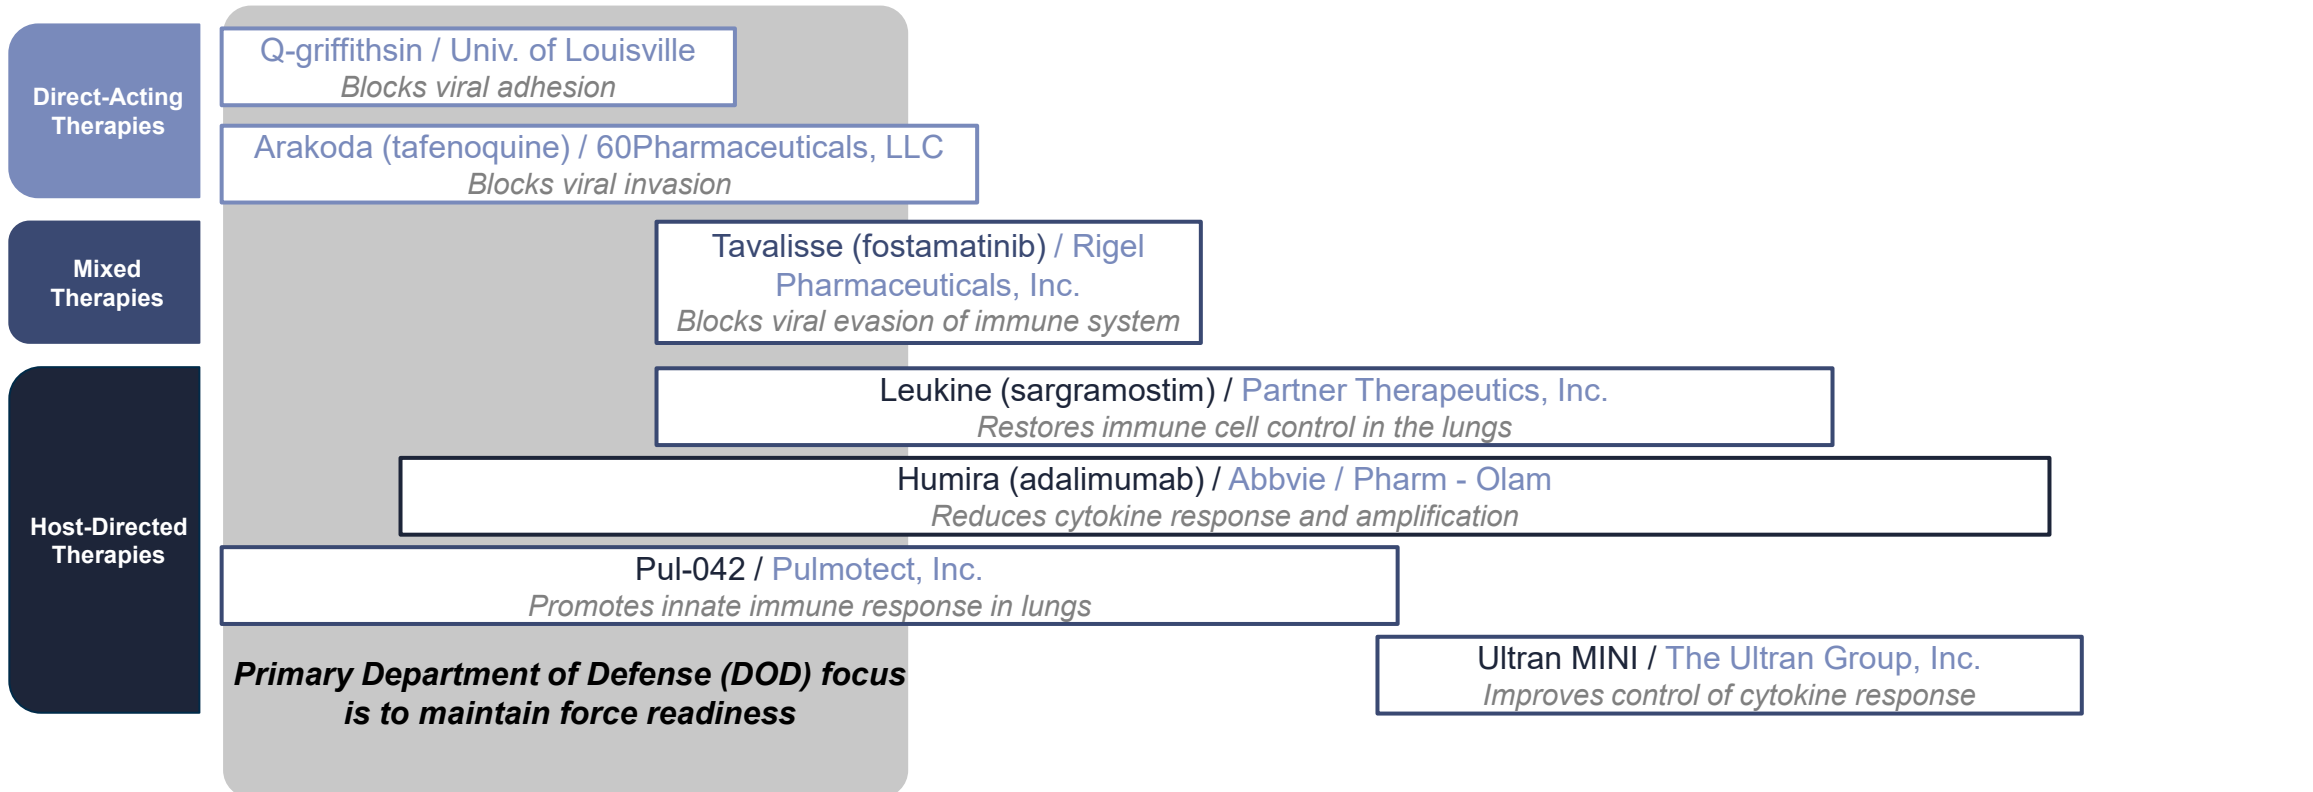 Direct-Acting
Therapies
Q-griffithsin / Univ. of Louisville
Blocks viral adhesion
Arakoda (tafenoquine) / 60Pharmaceuticals, LLC
Blocks viral invasion
Mixed
Therapies
Tavalisse (fostamatinib) / Rigel
Pharmaceuticals, Inc.
Blocks viral evasion of immune system
Host-Directed
Therapies
Leukine (sargramostim) / Partner Therapeutics, Inc.
Restores immune cell control in the lungs
Humira (adalimumab) / Abbvie / Pharm - Olam
Reduces cytokine response and amplification
Pul-042 / Pulmotect, Inc.
Promotes innate immune response in lungs
Ultran MINI / The Ultran Group, Inc.
Improves control of cytokine response
Primary Department of Defense (DOD) focus
is to maintain force readiness